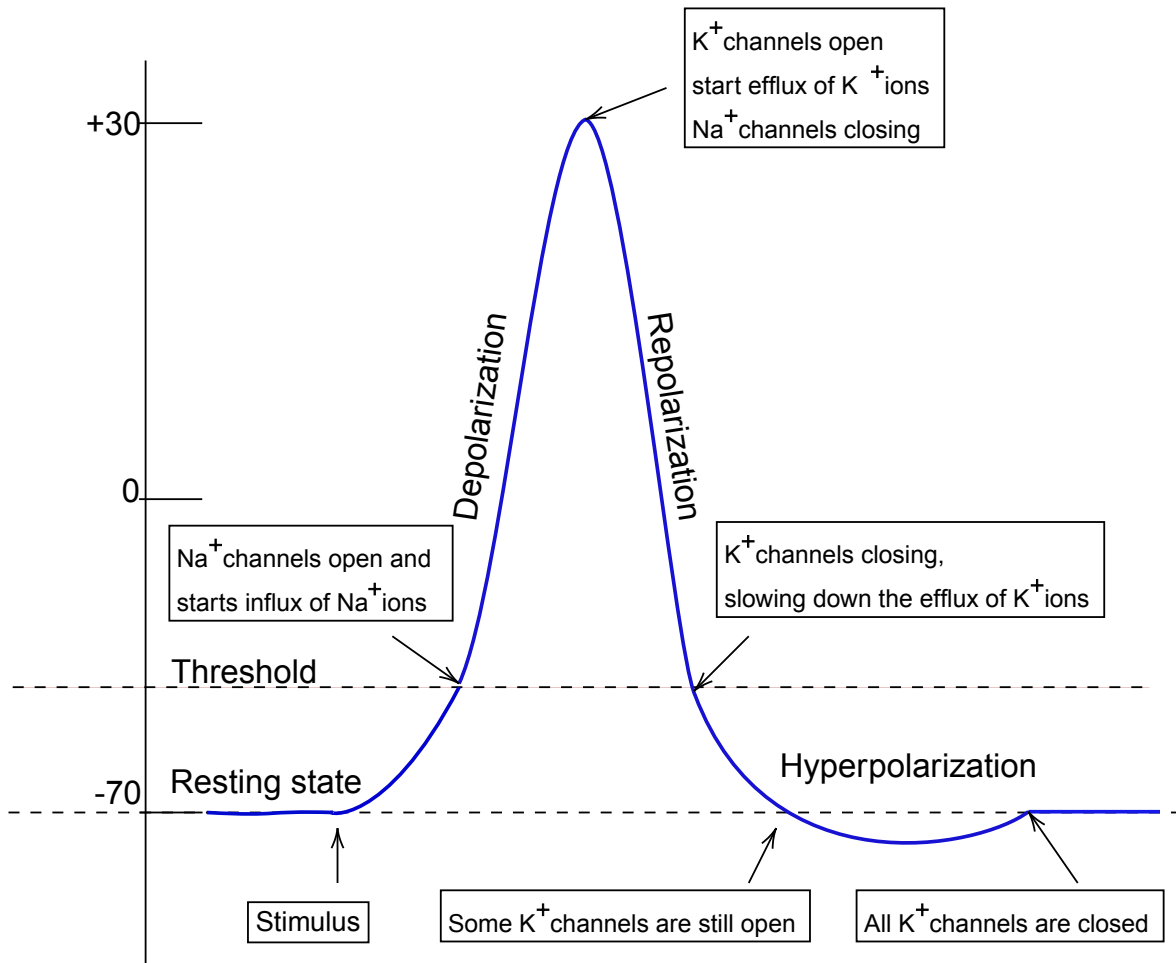 K+channels open
start efflux of K +ions
Na+channels closing
+30
Depolarization
Repolarization
0
Na+channels open and
starts influx of Na+ions
K+channels closing,
slowing down the efflux of K+ions
Threshold
Resting state
Hyperpolarization
-70
Stimulus
Some K+channels are still open
All K+channels are closed